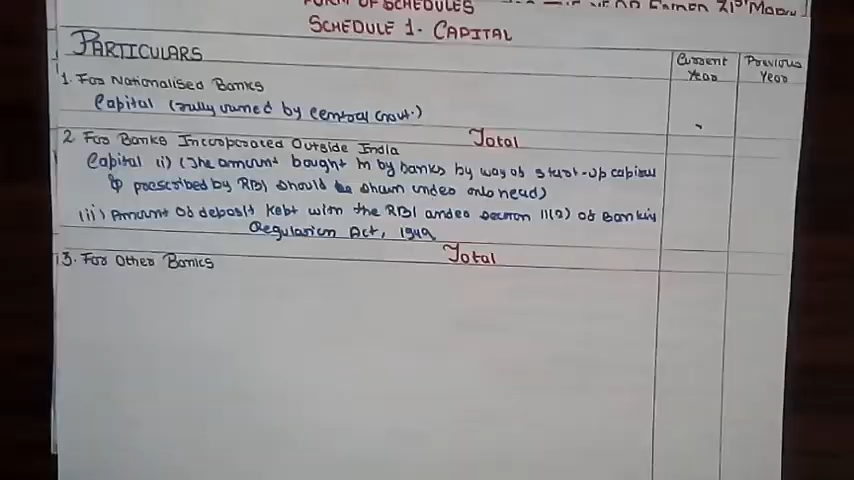 FORM OF SCHEDULES
SCHEDULE 1. CAPITAL
PARTICULARS
Current Year
Previous Year
1. For Nationalised Banks
Capital (Fully owned by Central Govt.)
Total
2 For Banks Incorporated Outside India
Capital (i) (The amount bought in by banks by way of start-up capital
prescribed by RBI should be shown under this head)
(ii) Amount of deposit kept with the RBI under section 11(2) of Banking
Regulation Act, 1949
Total
3. For Other Banks